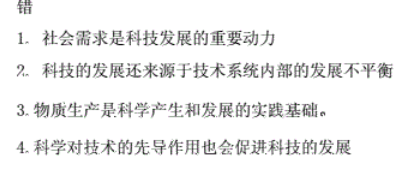 错
1. 社会需求是科技发展的重要动力
2. 科技的发展还来源于技术系统内部的发展不平衡
3. 物质生产是科学产生和发展的实践基础。
4. 科学对技术的先导作用也会促进科技的发展